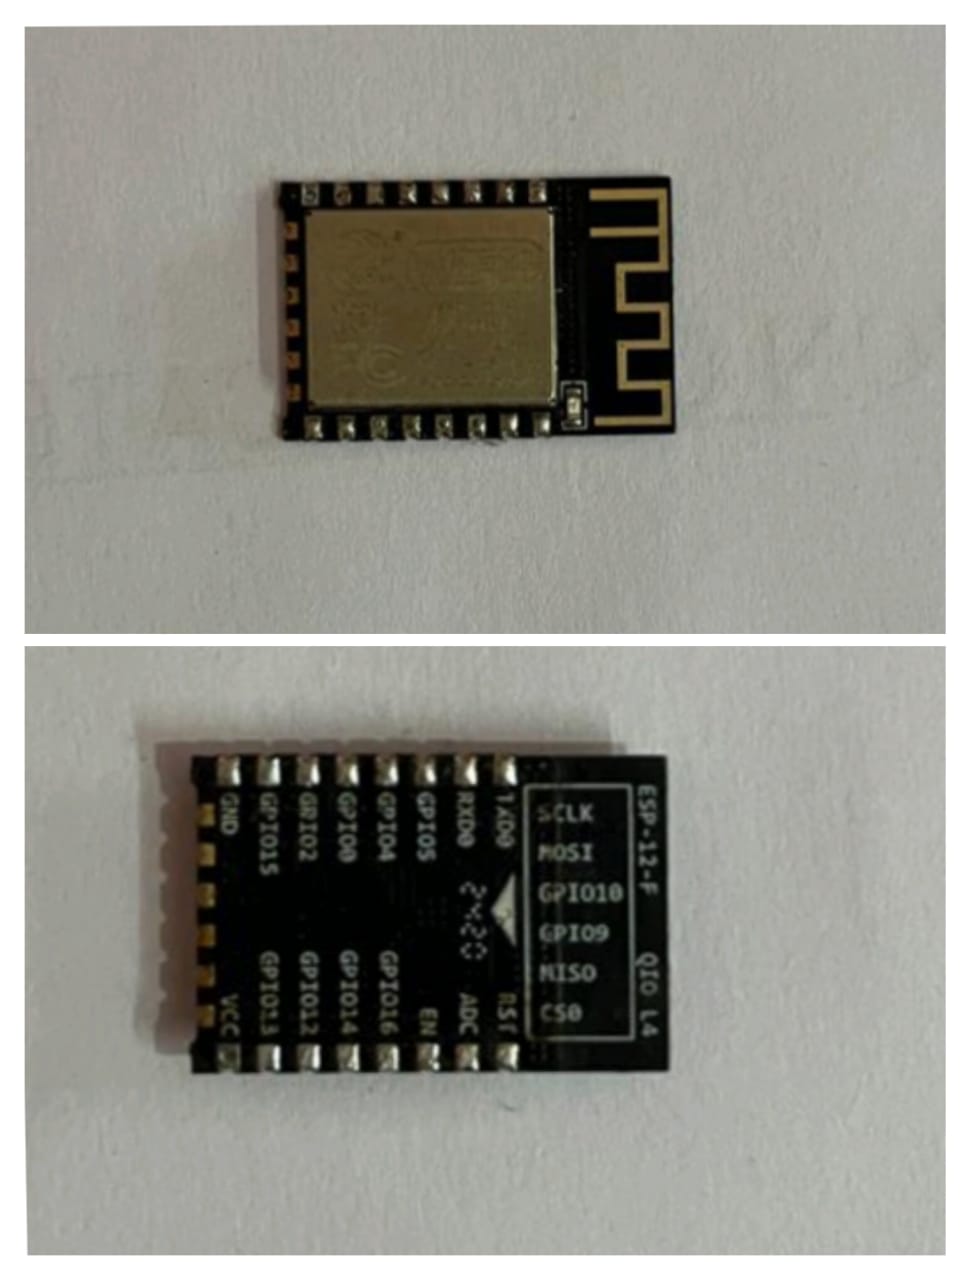 GND
GPIO15
GPIO2
GPIO0
GPIO4
GPIO5
RXD0
TXD0
VCC
GPIO13
GPIO12
GPIO14
GPIO16
EN
ADC
RST
SCLK
MOSI
GPIO10
GPIO9
MISO
CS0
ESP-12-F QIO L4